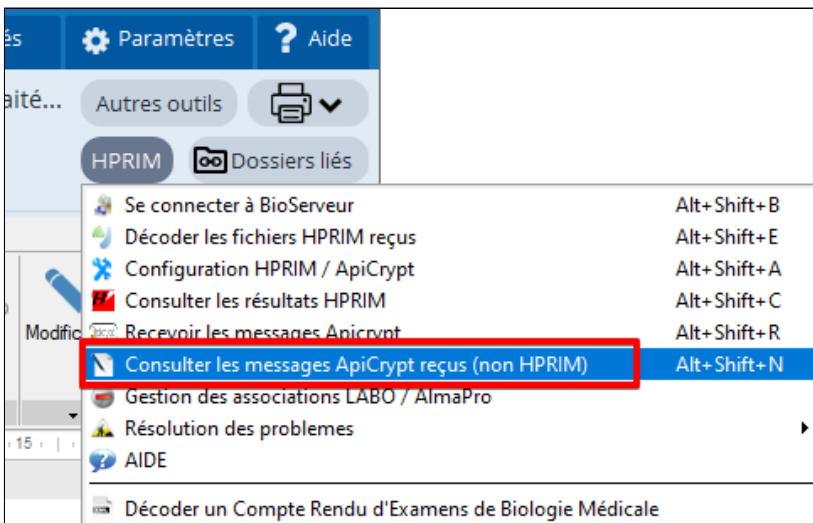 és Paramètres ? Aide
aité... Autres outils
HPRIM Dossiers liés
Se connecter à BioServeur Alt+Shift+B
Décoder les fichiers HPRIM reçus Alt+Shift+E
Configuration HPRIM / ApiCrypt Alt+Shift+A
Consulter les résultats HPRIM Alt+Shift+C
Modific Recevoir les messages Apicrypt Alt+Shift+R
Consulter les messages ApiCrypt reçus (non HPRIM) Alt+Shift+N
Gestion des associations LABO / AlmaPro
Résolution des problemes
15
AIDE
Décoder un Compte Rendu d'Examens de Biologie Médicale